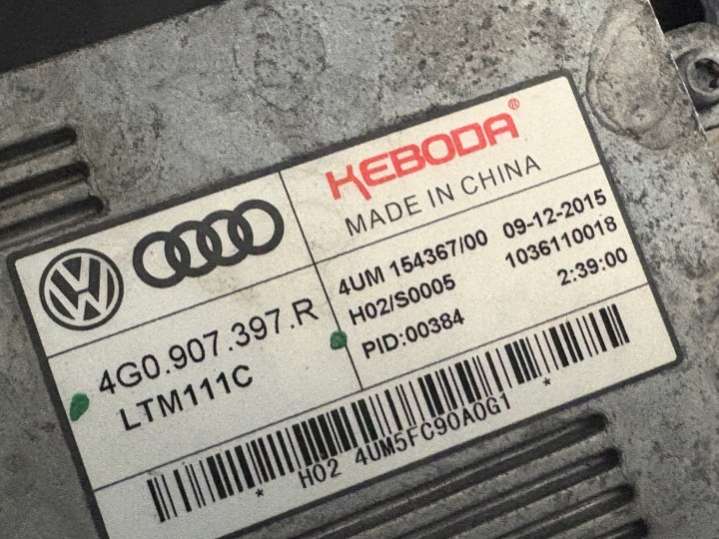 KEBODA®
MADE IN CHINA
4G0.907.397.R
LTM111C
4UM 154367/00 09-12-2015
H02/S0005 1036110018
PID:00384 2:39:00
* H02 4UM5FC90A0G1 *